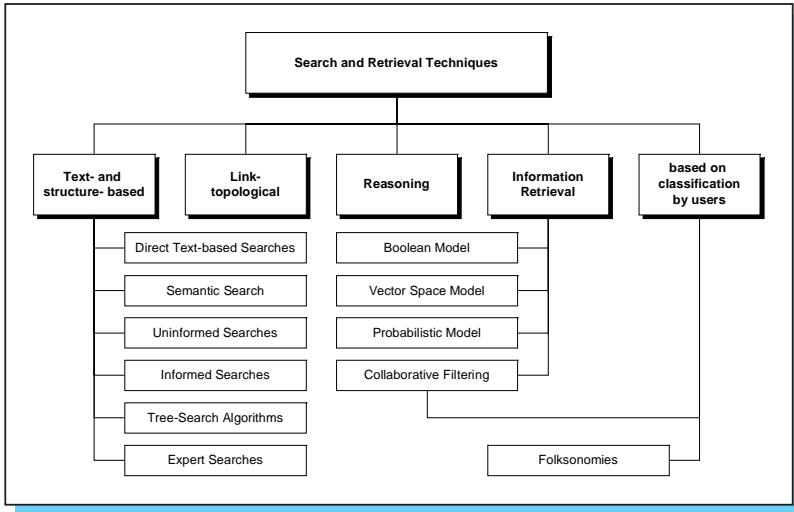 Search and Retrieval Techniques
Text- and
structure- based
Link-
topological
Reasoning
Information
Retrieval
based on
classification
by users
Direct Text-based Searches
Semantic Search
Uninformed Searches
Informed Searches
Tree-Search Algorithms
Expert Searches
Boolean Model
Vector Space Model
Probabilistic Model
Collaborative Filtering
Folksonomies